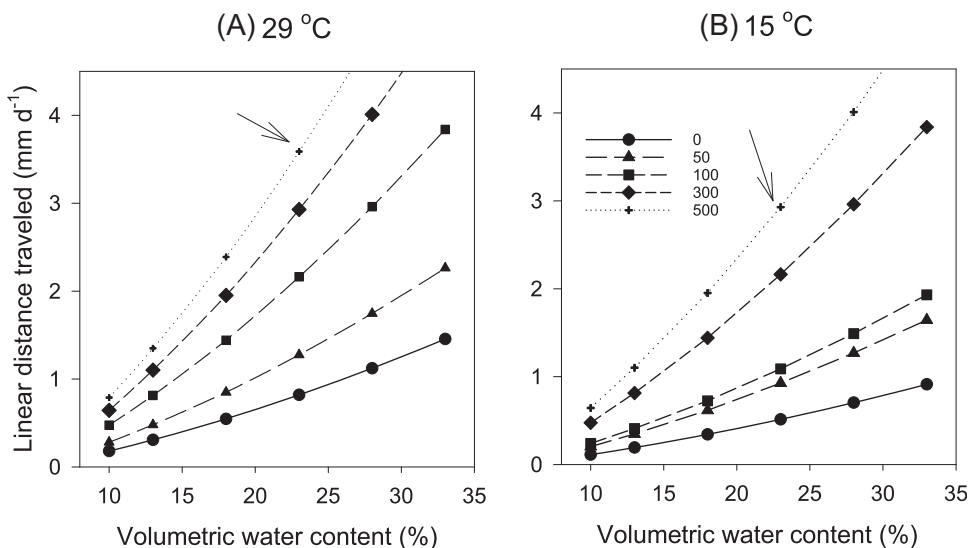 (A) 29 °C
(B) 15 °C
Linear distance traveled (mm d-1)
4
3
2
1
0
10 15 20 25 30 35
Volumetric water content (%)
4
3
2
1
0
0
50
100
300
500
10 15 20 25 30 35
Volumetric water content (%)